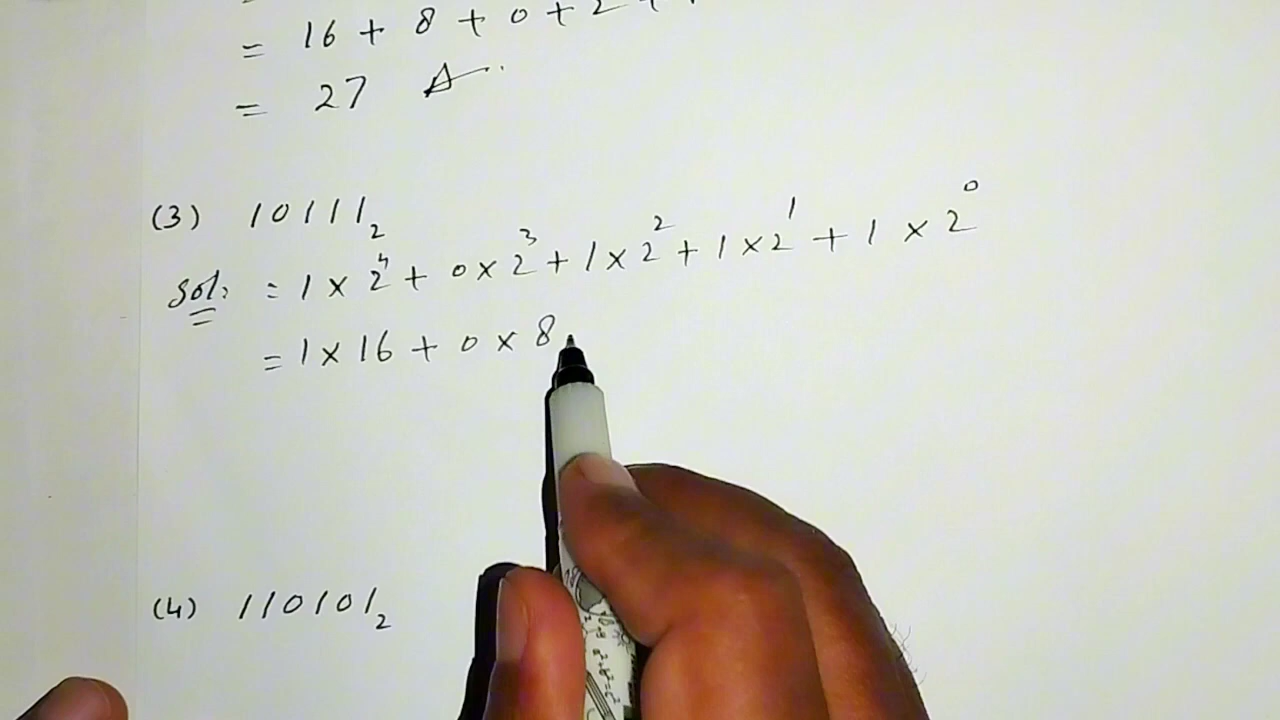 = 16 + 8 + 0 + 2 +
= 27 A
(3) 10111₂
Sol: = 1 × 2⁴ + 0 × 2³ + 1 × 2² + 1 × 2¹ + 1 × 2⁰
= 1 × 16 + 0 × 8
(4) 110101₂